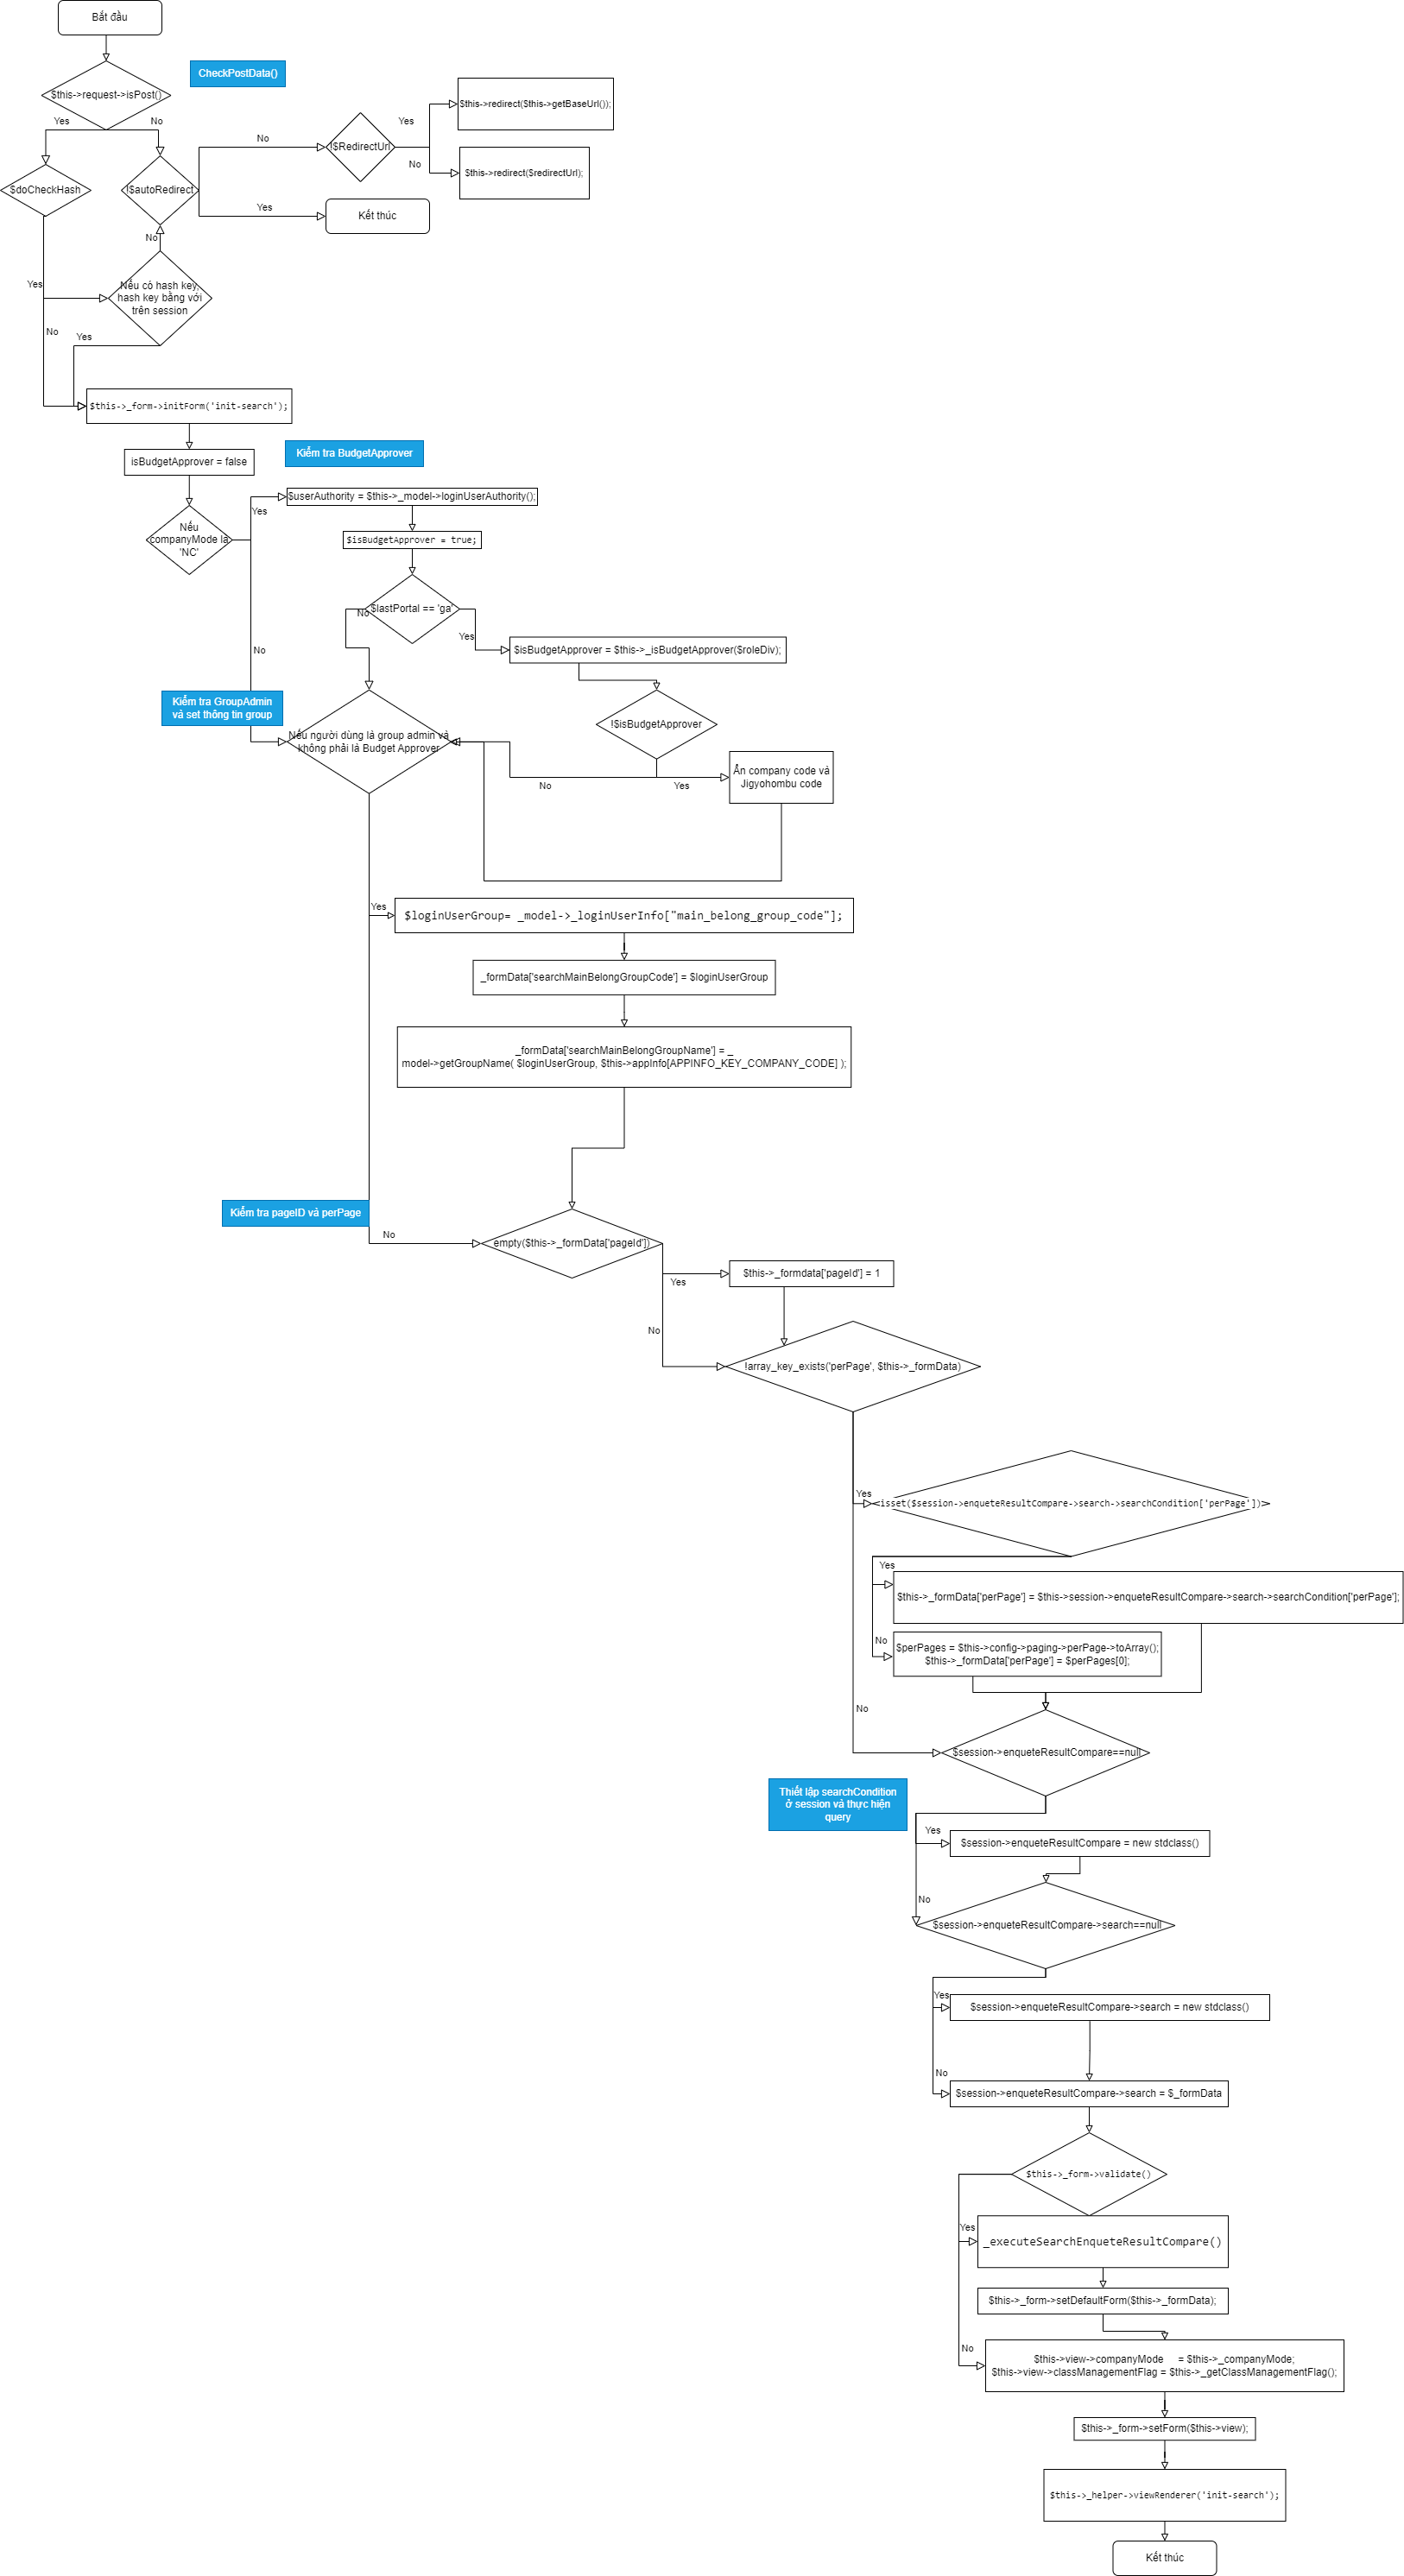 Bắt đầu
CheckPostData()
$this->request->isPost()
Yes
No
$this->redirect($this->getBaseUrl());
Yes
No
!$RedirectUrl
No
$this->redirect($redirectUrl);
$doCheckHash
!$autoRedirect
Yes
Kết thúc
No
Yes
Nếu có hash key,
hash key bằng với
trên session
No
Yes
$this->_form->initForm('init-search');
Kiểm tra BudgetApprover
isBudgetApprover = false
$userAuthority = $this->_model->loginUserAuthority();
Yes
Nếu
companyMode là
'NC'
$isBudgetApprover = true;
$lastPortal == 'ga'
No
Yes
No
$isBudgetApprover = $this->_isBudgetApprover($roleDiv);
Kiểm tra GroupAdmin
và set thông tin group
!$isBudgetApprover
Nếu người dùng là group admin và
không phải là Budget Approver
Ẩn company code và
Jigyohombu code
No
Yes
Yes
$loginUserGroup= _model->_loginUserInfo["main_belong_group_code"];
_formData['searchMainBelongGroupCode'] = $loginUserGroup
_formData['searchMainBelongGroupName'] = _
model->getGroupName( $loginUserGroup, $this->appInfo[APPINFO_KEY_COMPANY_CODE] );
Kiểm tra pageID và perPage
No
empty($this->_formData['pageId'])
$this->_formdata['pageId'] = 1
Yes
No
!array_key_exists('perPage', $this->_formData)
Yes
isset($session->enqueteResultCompare->search->searchCondition['perPage'])
Yes
$this->_formData['perPage'] = $this->session->enqueteResultCompare->search->searchCondition['perPage'];
No
$perPages = $this->config->paging->perPage->toArray();
$this->_formData['perPage'] = $perPages[0];
No
$session->enqueteResultCompare==null
Thiết lập searchCondition
ở session và thực hiện
query
Yes
$session->enqueteResultCompare = new stdclass()
No
$session->enqueteResultCompare->search==null
Yes
$session->enqueteResultCompare->search = new stdclass()
No
$session->enqueteResultCompare->search = $_formData
$this->_form->validate()
Yes
_executeSearchEnqueteResultCompare()
$this->_form->setDefaultForm($this->_formData);
No
$this->view->companyMode = $this->_companyMode;
$this->view->classManagementFlag = $this->_getClassManagementFlag();
$this->_form->setForm($this->view);
$this->_helper->viewRenderer('init-search');
Kết thúc